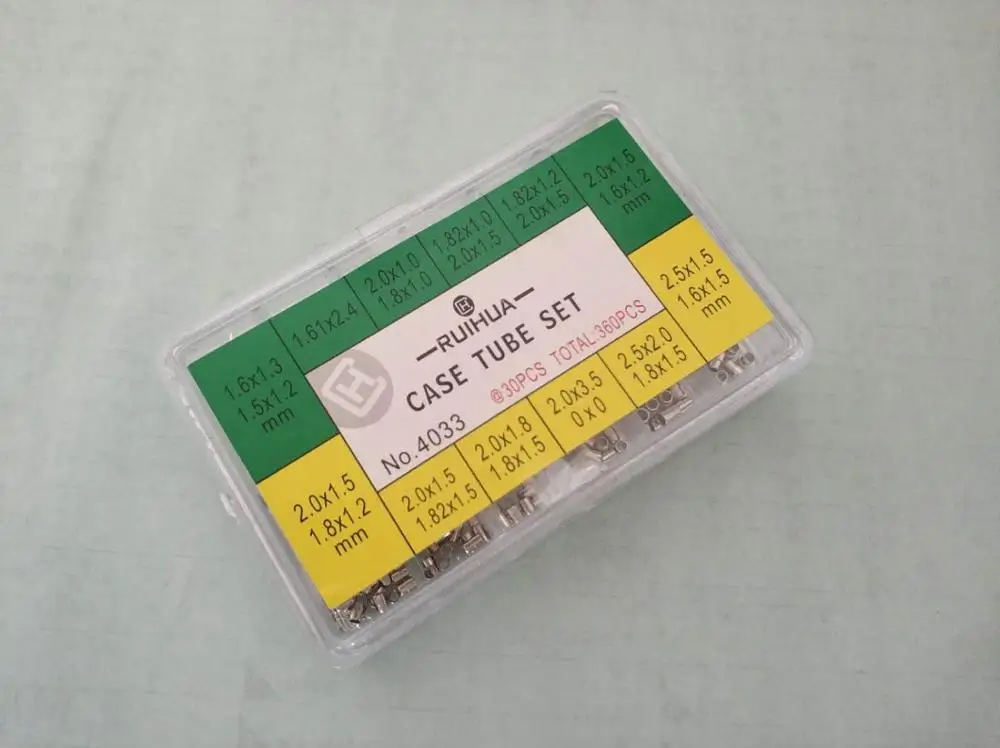 1.6x1.3
1.5x1.2
mm
1.61x2.4
2.0x1.0
1.8x1.0
1.82x1.0
2.0x1.5
1.82x1.2
2.0x1.5
2.0x1.6
1.6x1.2
mm
RUIHUA
CASE TUBE SET
@30PCS TOTAL:360PCS
No.4033
2.0x1.5
1.8x1.2
mm
2.0x1.5
1.82x1.5
2.0x1.8
1.8x1.5
2.0x3.5
0x0
2.5x2.0
1.8x1.5
2.5x1.5
1.6x1.5
mm